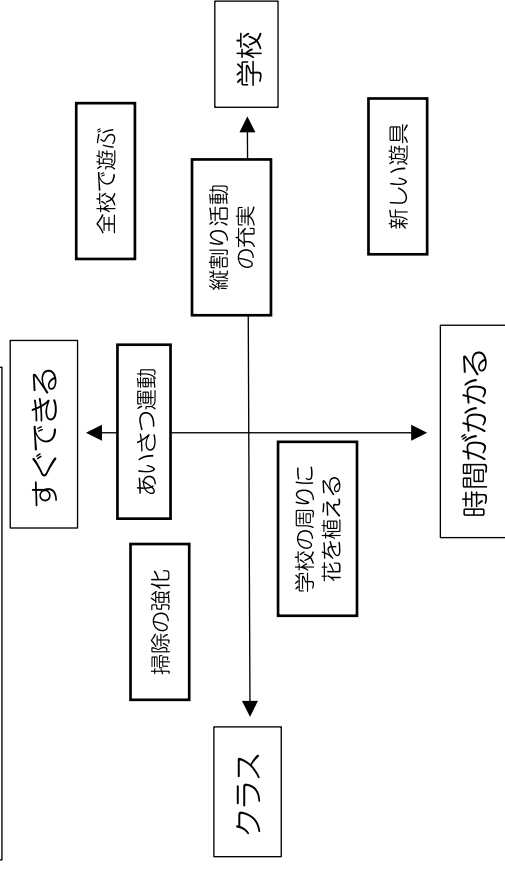 すぐできる
全校で遊ぶ
あいさつ運動
掃除の強化
クラス
学校
縦割り活動
の充実
学校の周りに
花を植える
新しい遊具
時間がかかる